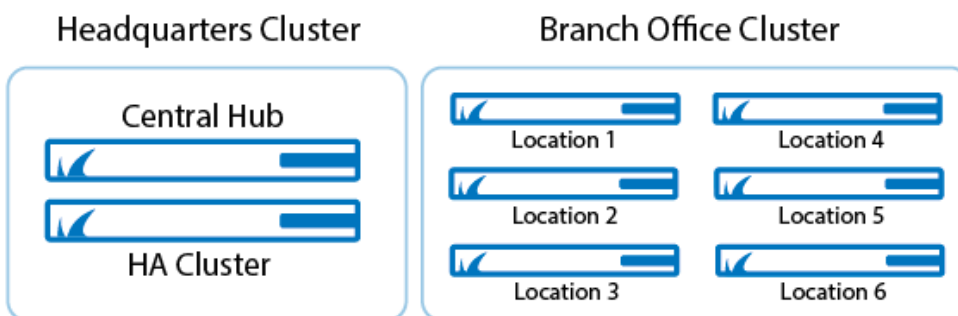 Headquarters Cluster
Branch Office Cluster
Central Hub
HA Cluster
Location 1
Location 4
Location 2
Location 5
Location 3
Location 6